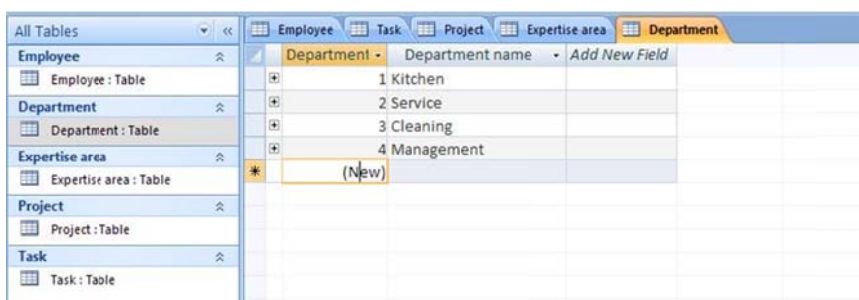 All Tables
Employee
Employee : Table
Department
Department : Table
Expertise area
Expertise area : Table
Project
Project : Table
Task
Task : Table
Employee Task Project Expertise area Department
Department Department name Add New Field
1 Kitchen
2 Service
3 Cleaning
4 Management
(New)